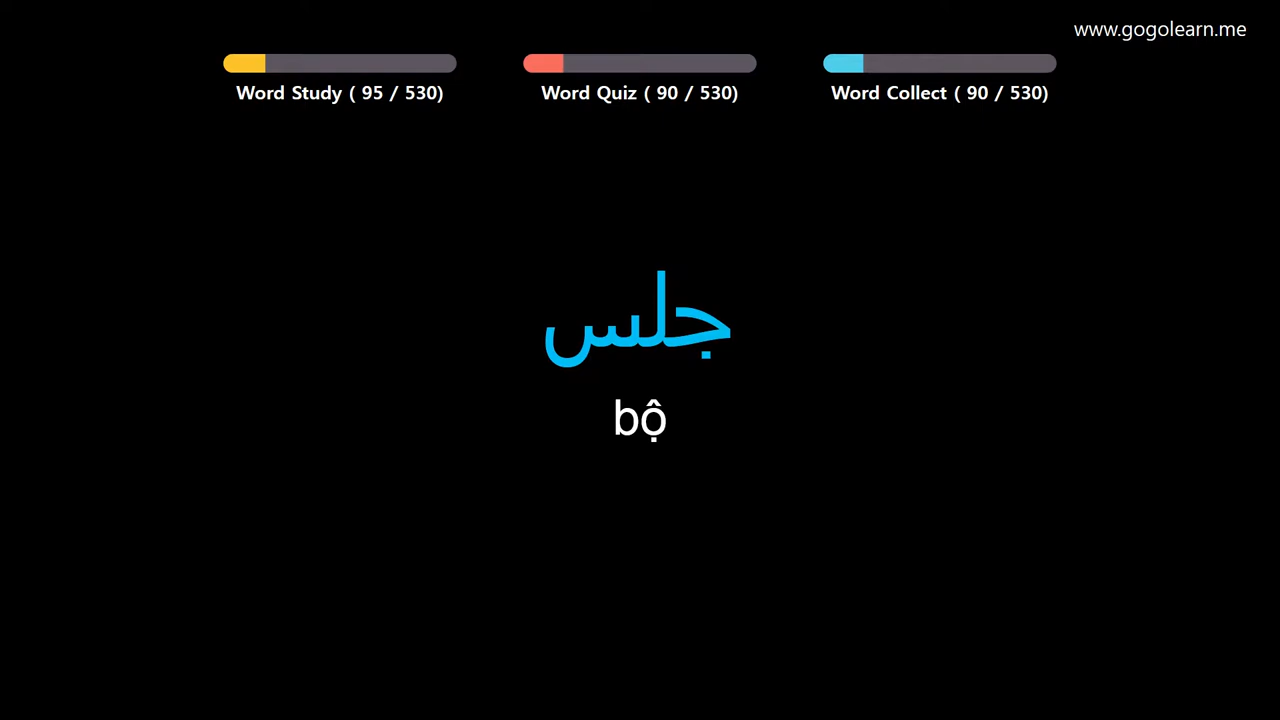 www.gogolearn.me
Word Study ( 95 / 530)
Word Quiz ( 90 / 530)
Word Collect ( 90 / 530)
جلس
bộ